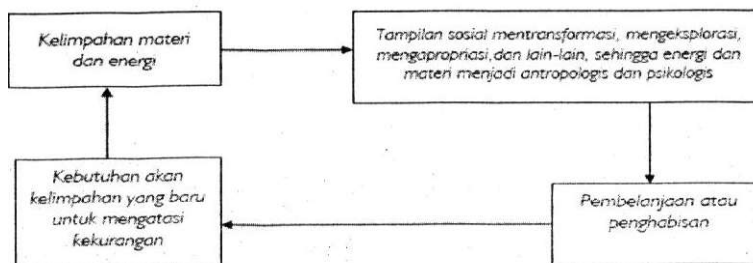 Kelimpahan materi
dan energi
Tampilan sosial mentransformasi, mengeksplorasi,
mengapropriasi,dan lain-lain, sehingga energi dan
materi menjadi antropologis dan psikologis
Kebutuhan akan
kelimpahan yang baru
untuk mengatasi
kekurangan
Pembelanjaan atau
penghabisan